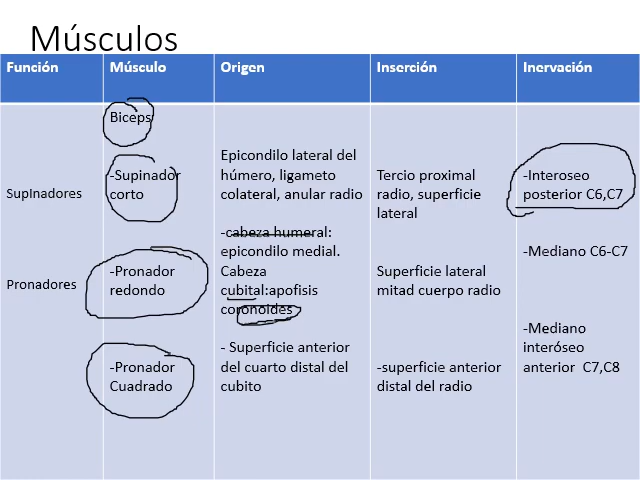 Músculos
Función
Músculo
Origen
Inserción
Inervación
SupInadores
Pronadores
Biceps
-Supinador
corto
-Pronador
redondo
-Pronador
Cuadrado
Epicondilo lateral del
húmero, ligameto
colateral, anular radio
-cabeza humeral:
epicondilo medial.
Cabeza
cubital:apofisis
coronoides
- Superficie anterior
del cuarto distal del
cubito
Tercio proximal
radio, superficie
lateral
Superficie lateral
mitad cuerpo radio
-superficie anterior
distal del radio
-Interoseo
posterior C6,C7
-Mediano C6-C7
-Mediano
interóseo
anterior  C7,C8